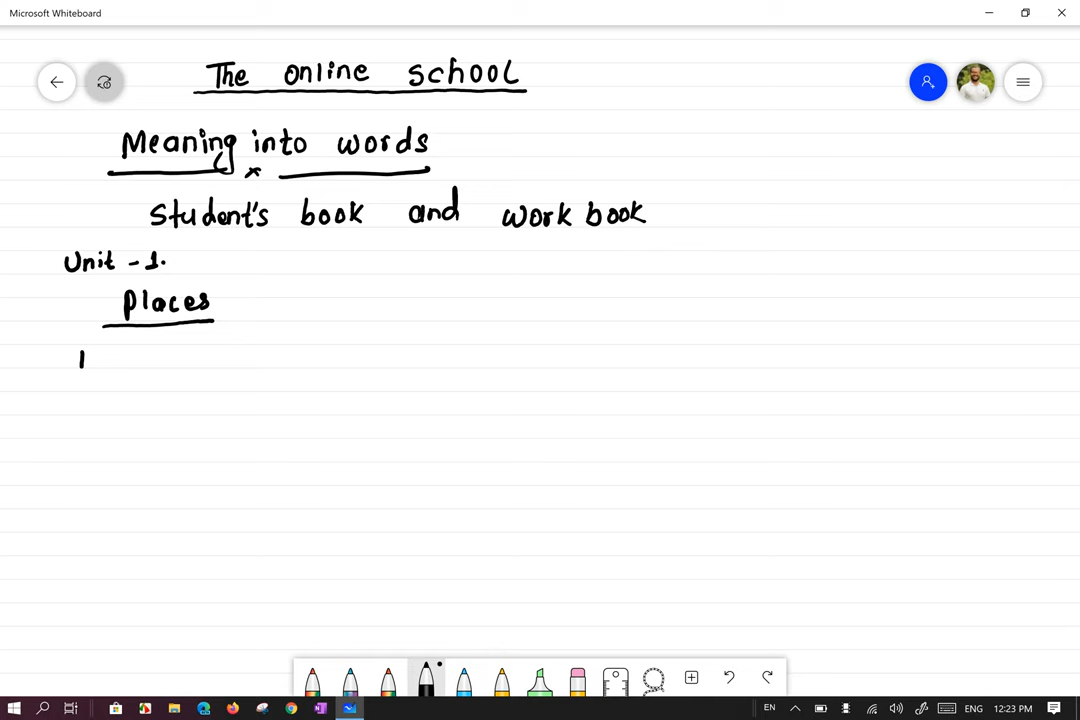 Microsoft Whiteboard
The online school
Meaning into words
x
Student's book and work book
Unit - 1.
Places
1
EN
ENG
12:23 PM